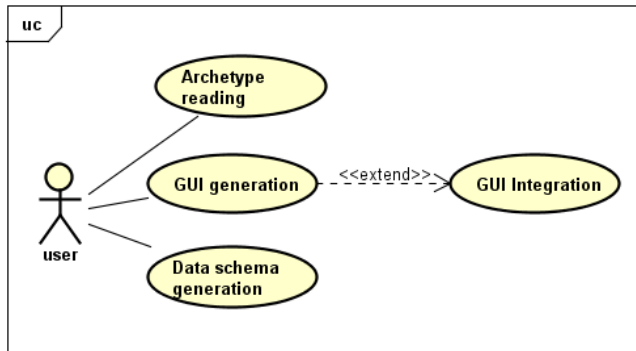 uc
Archetype
reading
GUI generation
<<extend>>
GUI Integration
user
Data schema
generation